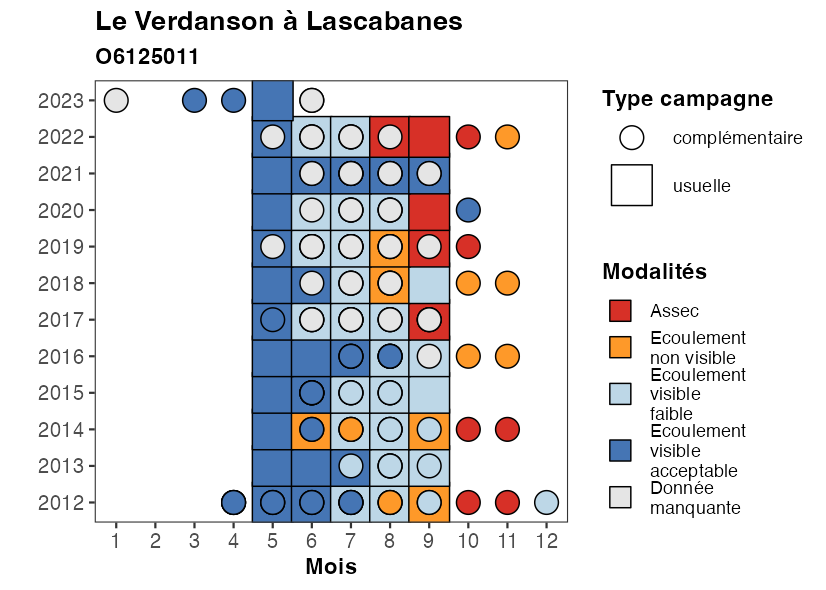 Le Verdanson à Lascabanes
O6125011
2023
2022
2021
2020
2019
2018
2017
2016
2015
2014
2013
2012
1 2 3 4 5 6 7 8 9 10 11 12
Mois
Type campagne
complémentaire
usuelle
Modalités
Assec
Ecoulement
non visible
Ecoulement
visible
faible
Ecoulement
visible
acceptable
Donnée
manquante